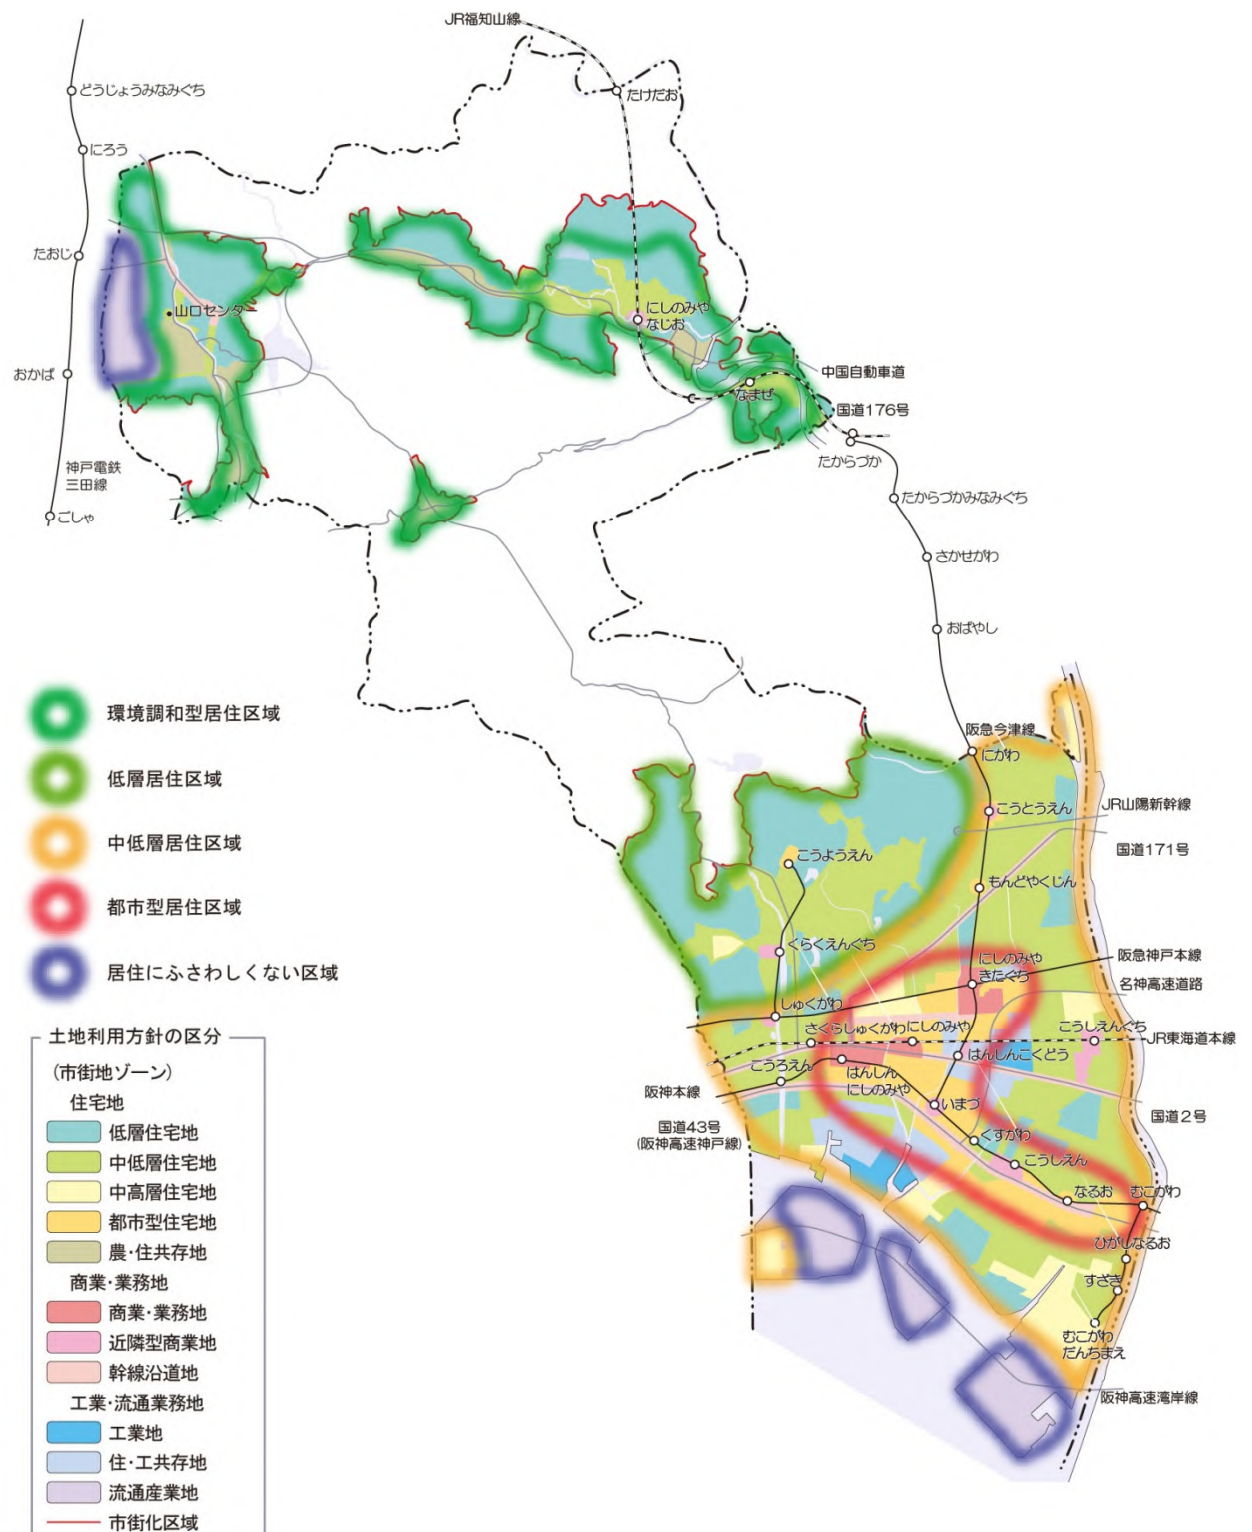 JR福知山線
どうじょうみなみぐち
たけだお
にろう
たおじ
山口センター
にしのみや
なじお
おかば
中国自動車道
なまぜ
国道176号
たからづか
神戸電鉄
三田線
たからづかみなみぐち
ごしゃ
さかせがわ
おばやし
環境調和型居住区域
低層居住区域
中低層居住区域
都市型居住区域
居住にふさわしくない区域
阪急今津線
にがわ
こうとうえん
JR山陽新幹線
国道171号
こうようえん
もんどやくじん
くらくえんぐち
にしのみや
きたぐち
阪急神戸本線
名神高速道路
しゅくがわ
さくらしゅくがわ
にしのみや
こうしえんぐち
JR東海道本線
はんしんこくどう
こうろえん
はんしん
にしのみや
阪神本線
いまづ
国道2号
国道43号
(阪神高速神戸線)
くすがわ
こうしえん
なるお
むこがわ
ひがしなるお
すざき
むこがわ
だんちまえ
阪神高速湾岸線
土地利用方針の区分
(市街地ゾーン)
住宅地
低層住宅地
中低層住宅地
中高層住宅地
都市型住宅地
農・住共存地
商業・業務地
商業・業務地
近隣型商業地
幹線沿道地
工業・流通業務地
工業地
住・工共存地
流通産業地
市街化区域